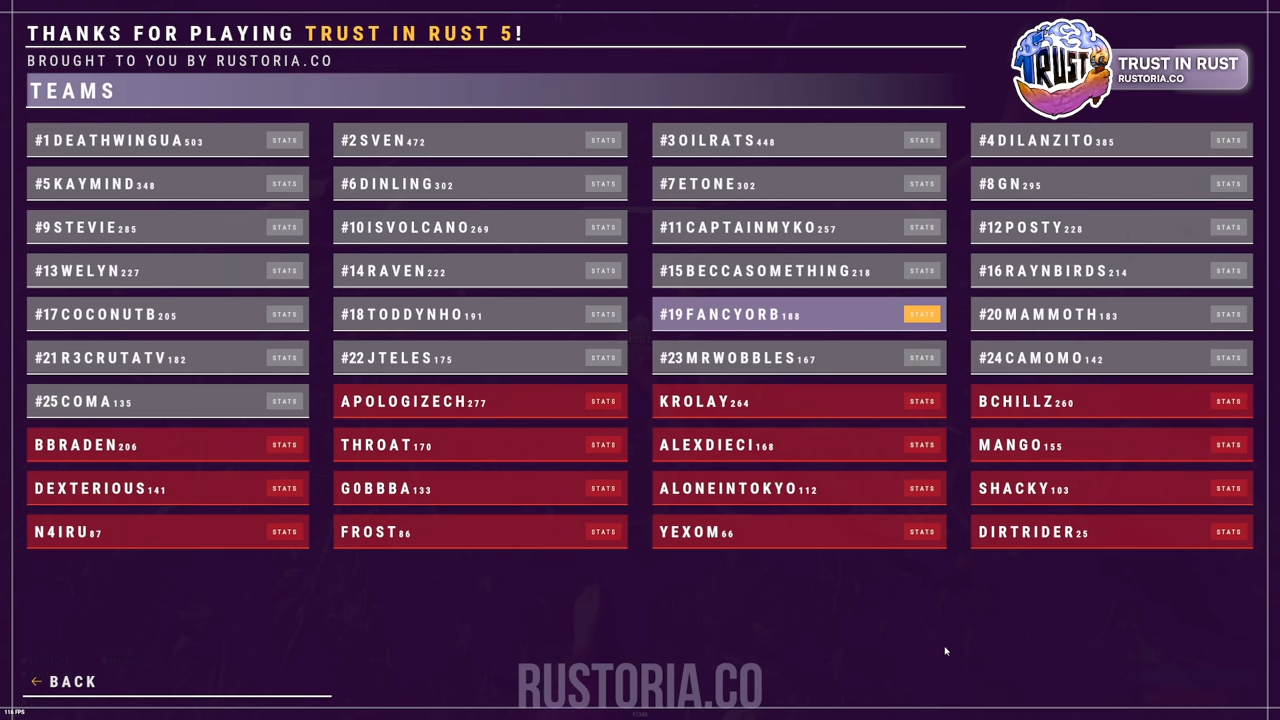 THANKS FOR PLAYING TRUST IN RUST 5!
BROUGHT TO YOU BY RUSTORIA.CO
TRUST
TRUST IN RUST
RUSTORIA.CO
TEAMS
#1 DEATHWINGUA 503 STATS #2 SVEN 472 STATS #3 OILRATS 448 STATS #4 DILANZITO 385 STATS
#5 KAYMIND 348 STATS #6 DINLING 302 STATS #7 ETONE 302 STATS #8 GN 295 STATS
#9 STEVIE 285 STATS #10 ISVOLCANO 269 STATS #11 CAPTAINMYKO 257 STATS #12 POSTY 228 STATS
#13 WELYN 227 STATS #14 RAVEN 222 STATS #15 BECCASOMETHING 218 STATS #16 RAYNBIRDS 214 STATS
#17 COCONUTB 205 STATS #18 TODDYNHO 191 STATS #19 FANCYORB 188 STATS #20 MAMMOTH 183 STATS
#21 R3CRUTATV 182 STATS #22 JTELES 175 STATS #23 MRWOBBLES 167 STATS #24 CAMOMO 142 STATS
#25 COMA 135 STATS APOLOGIZECH 277 STATS KROLAY 264 STATS BCHILLZ 260 STATS
BBRADEN 206 STATS THROAT 170 STATS ALEXDIECI 168 STATS MANGO 155 STATS
DEXTERIOUS 141 STATS G0BBBA 133 STATS ALONEINTOKYO 112 STATS SHACKY 103 STATS
N4IRU 87 STATS FROST 86 STATS YEXOM 66 STATS DIRTRIDER 25 STATS
← BACK
RUSTORIA.CO
116 FPS